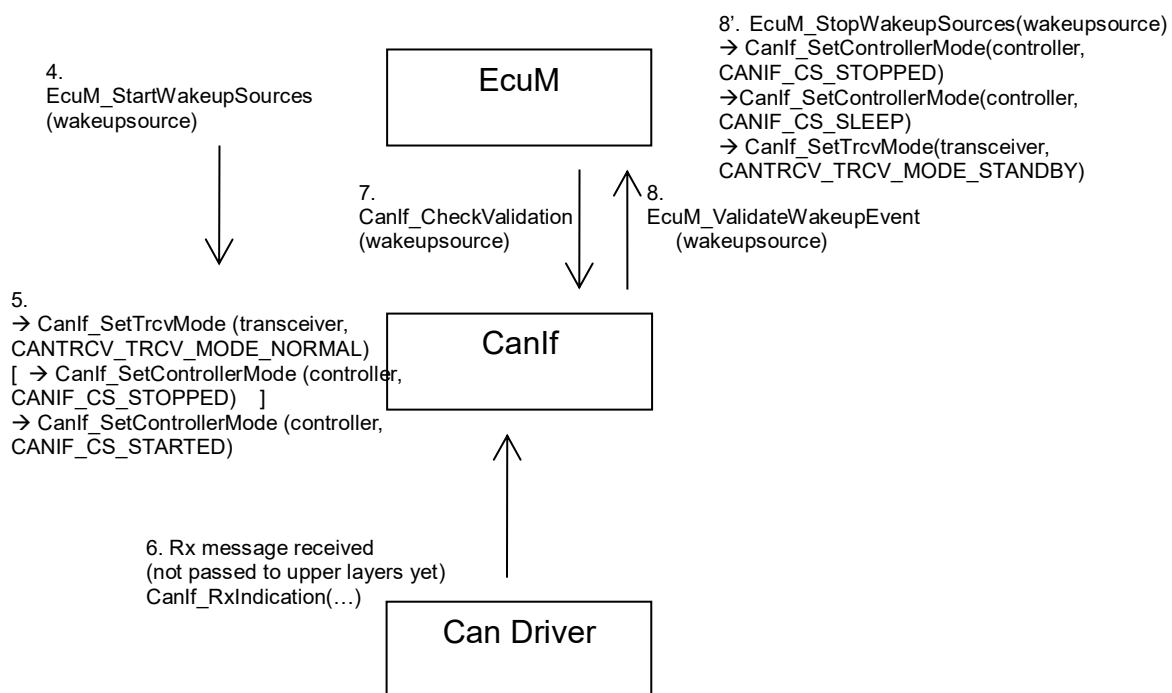 8’. EcuM_StopWakeupSources(wakeupsource)
→ CanIf_SetController​Mode(controller,
CANIF_CS_STOPPED)
→CanIf_SetControllerMode(controller,
CANIF_CS_SLEEP)
→ CanIf_SetTrcvMode(transceiver,
CANTRCV_TRCV_MODE_STANDBY)
4.
EcuM_StartWakeupSources
(wakeupsource)
EcuM
7.
CanIf_CheckValidation
(wakeupsource)
8.
EcuM_ValidateWakeupEvent
(wakeupsource)
5.
→ CanIf_SetTrcvMode (transceiver,
CANTRCV_TRCV_MODE_NORMAL)
[ → CanIf_SetControllerMode (controller,
CANIF_CS_STOPPED) ]
→ CanIf_SetControllerMode (controller,
CANIF_CS_STARTED)
CanIf
6. Rx message received
(not passed to upper layers yet)
CanIf_RxIndication(…)
Can Driver